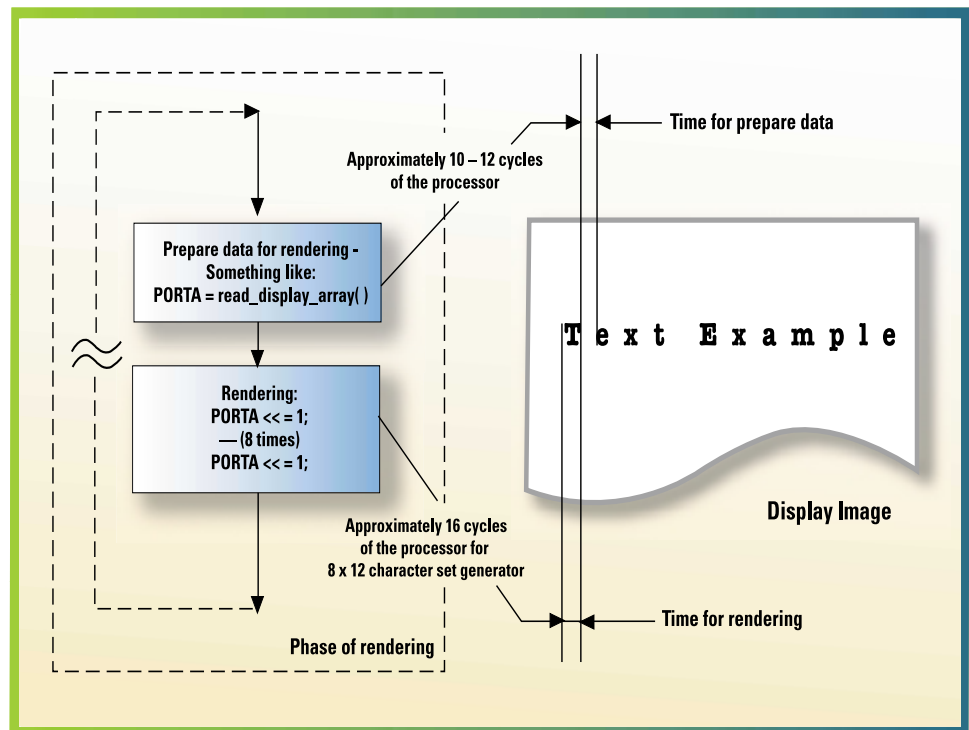 Time for prepare data
Approximately 10 – 12 cycles
of the processor
Prepare data for rendering -
Something like:
PORTA = read_display_array( )
Text Example
Rendering:
PORTA << = 1;
— (8 times)
PORTA << = 1;
Display Image
Approximately 16 cycles
of the processor for
8 x 12 character set generator
Time for rendering
Phase of rendering